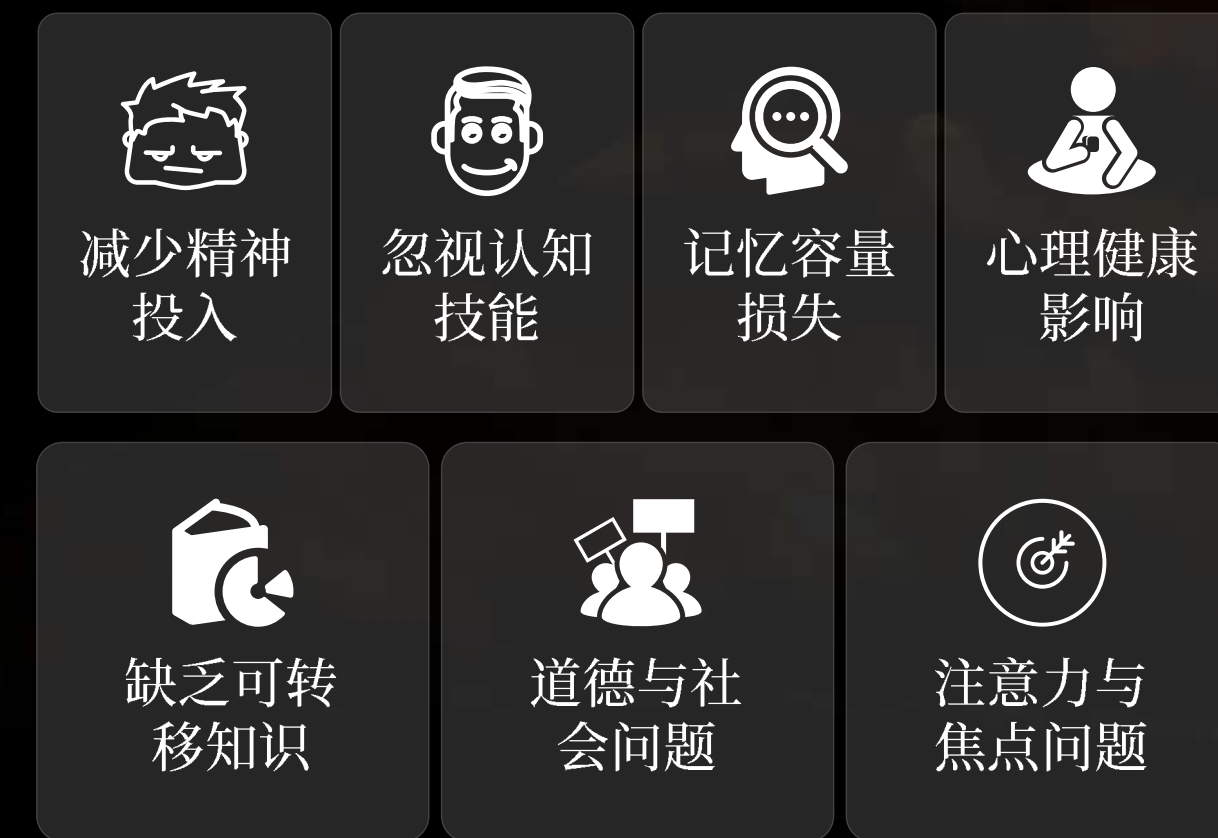 减少精神
投入
忽视认知
技能
记忆容量
损失
心理健康
影响
缺乏可转
移知识
道德与社
会问题
注意力与
焦点问题